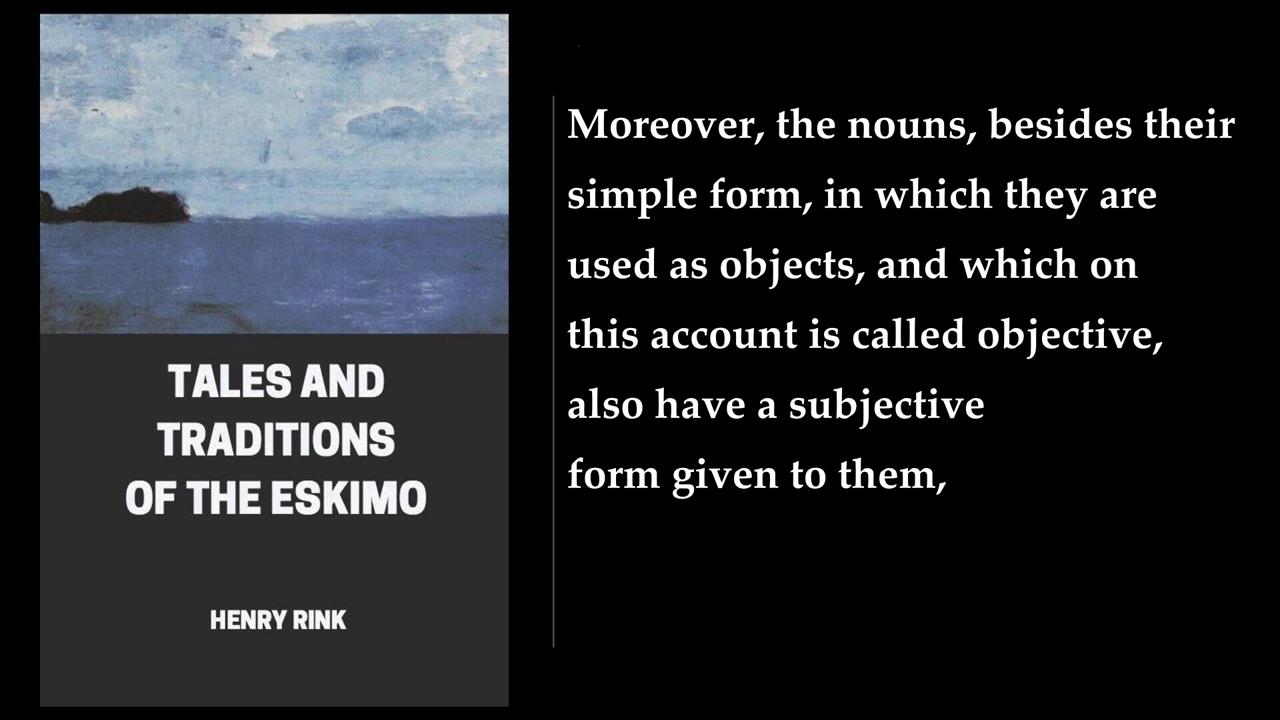 TALES AND
TRADITIONS
OF THE ESKIMO
HENRY RINK
Moreover, the nouns, besides their
simple form, in which they are
used as objects, and which on
this account is called objective,
also have a subjective
form given to them,